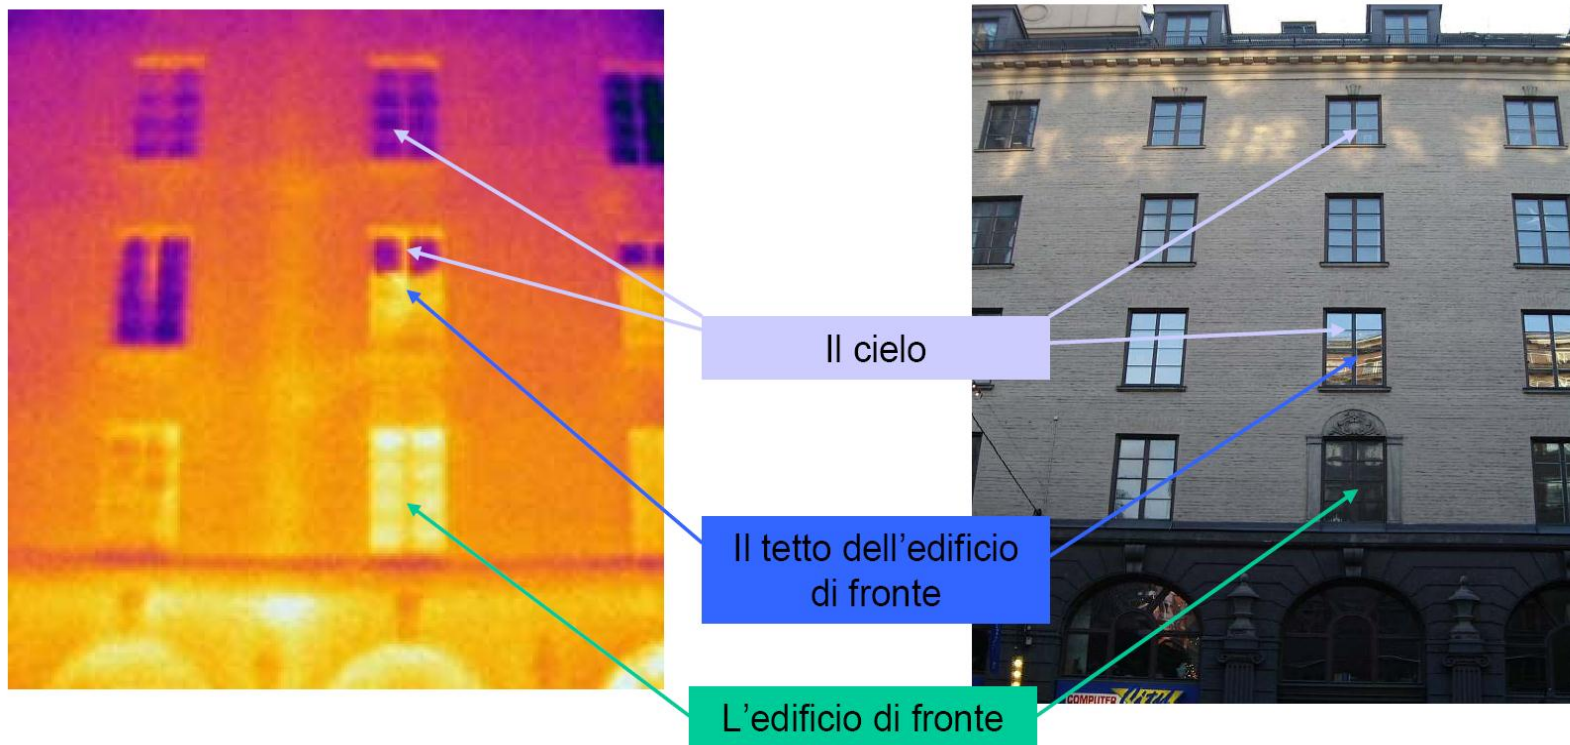 Il cielo
Il tetto dell'edificio
di fronte
L'edificio di fronte
COMPUTER